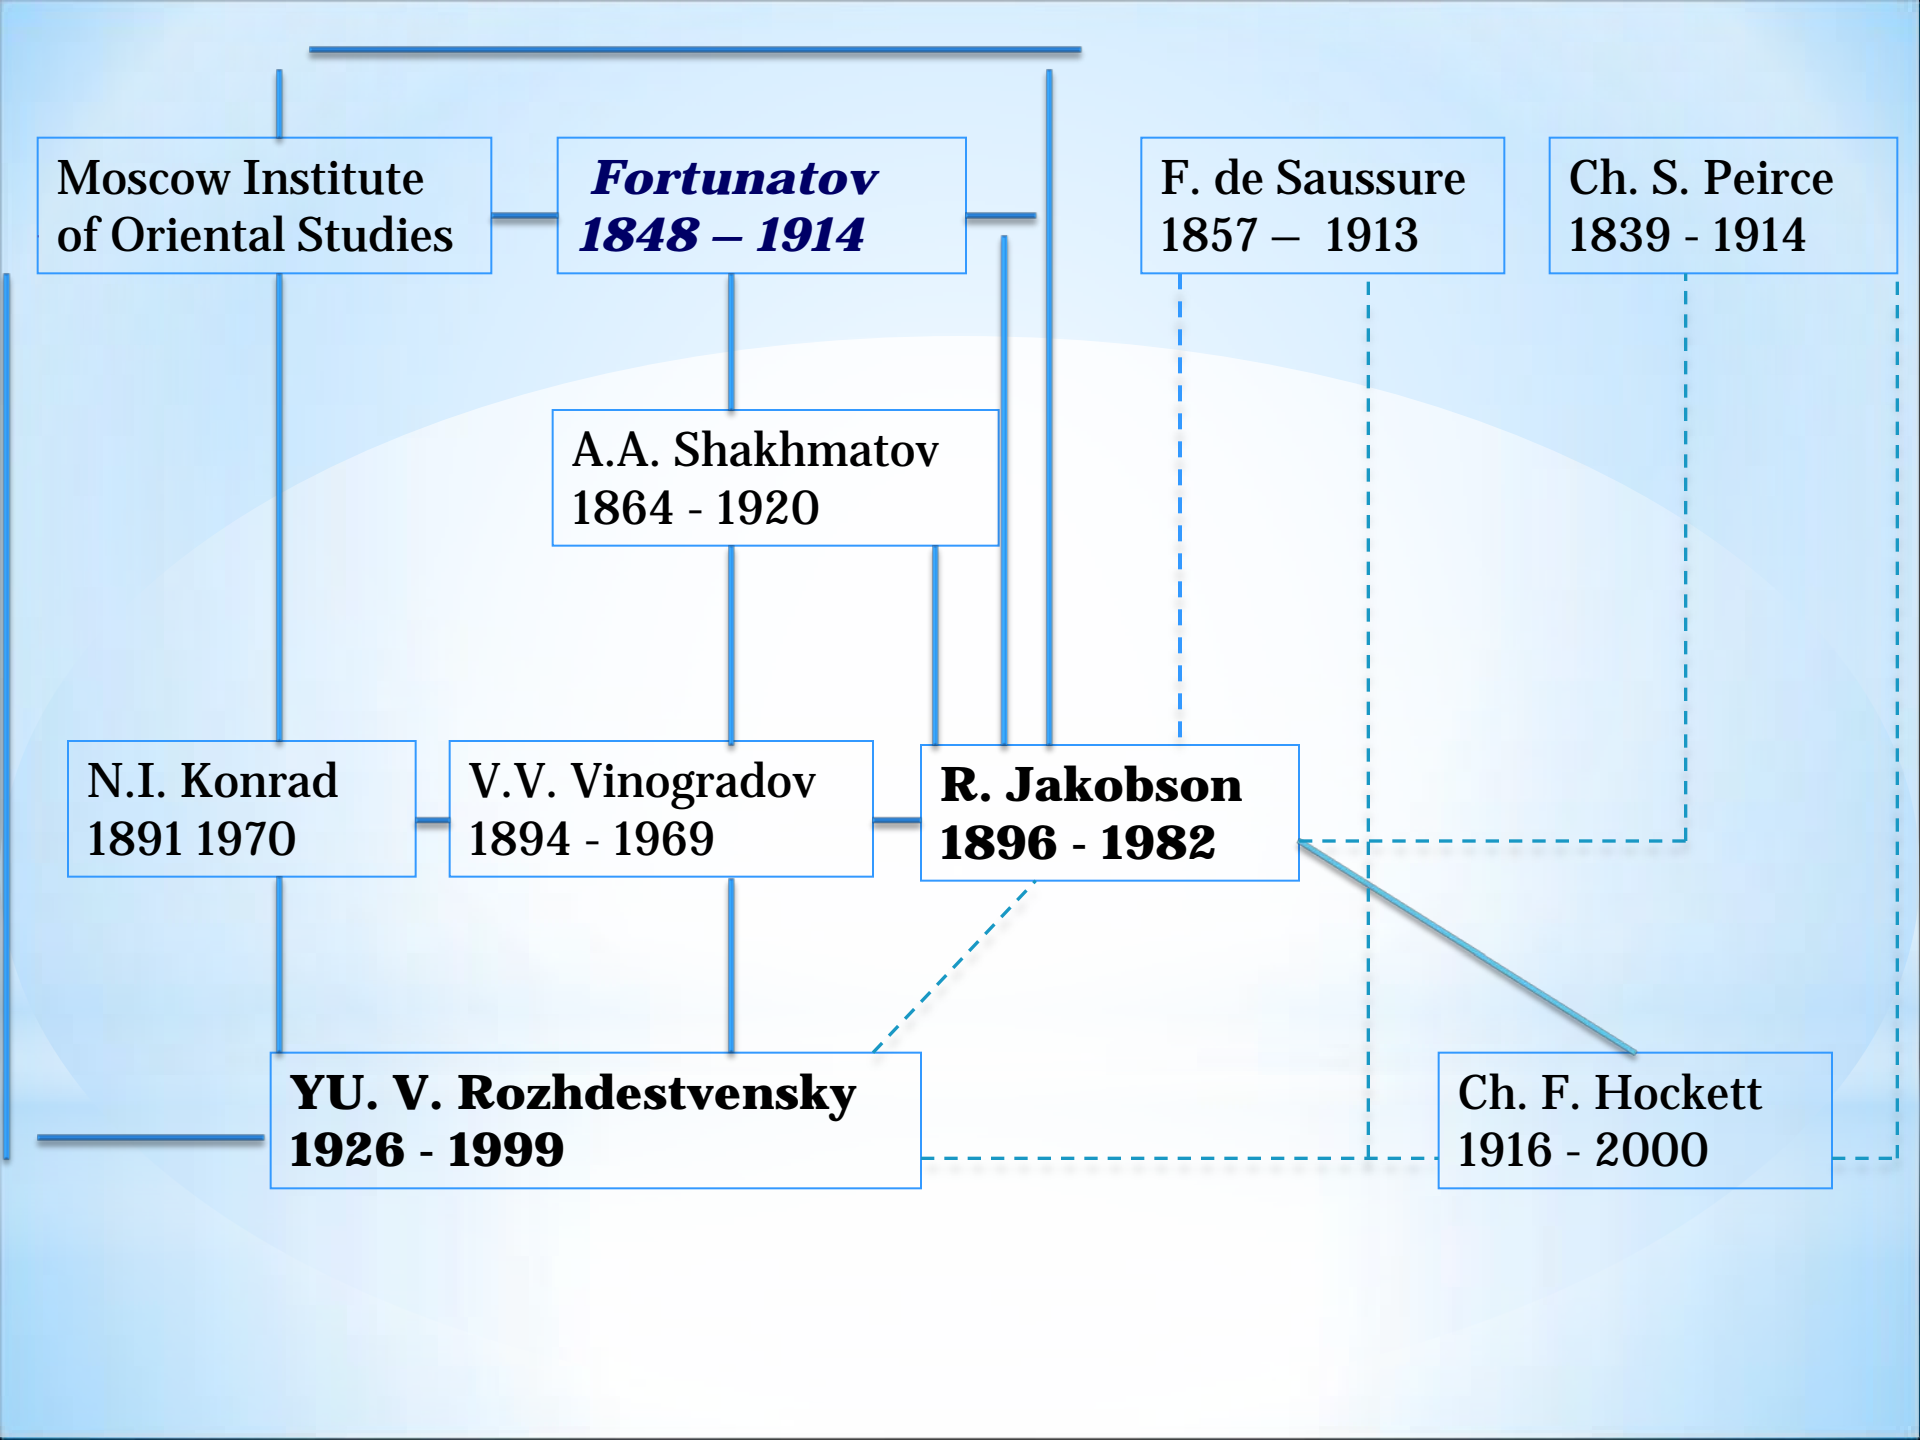 Moscow Institute
of Oriental Studies
Fortunatov
1848 – 1914
F. de Saussure
1857 – 1913
Ch. S. Peirce
1839 - 1914
A.A. Shakhmatov
1864 - 1920
N.I. Konrad
1891 1970
V.V. Vinogradov
1894 - 1969
R. Jakobson
1896 - 1982
YU. V. Rozhdestvensky
1926 - 1999
Ch. F. Hockett
1916 - 2000